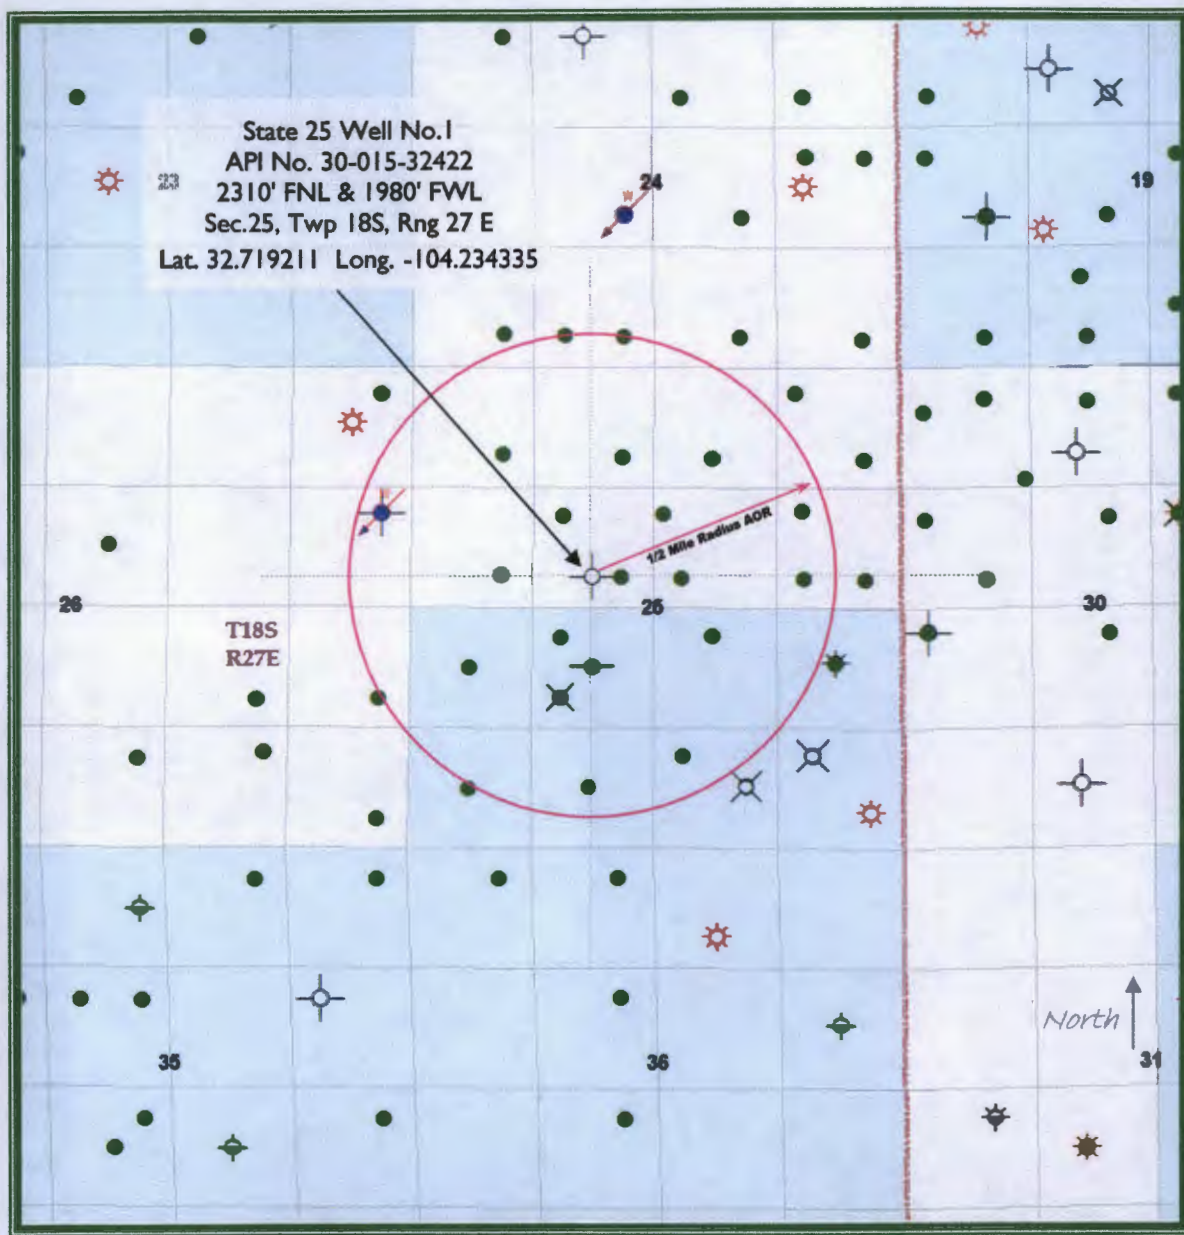 State 25 Well No.1
API No. 30-015-32422
2310' FNL & 1980' FWL
Sec.25, Twp 18S, Rng 27 E
Lat. 32.719211 Long. -104.234335
23
24
19
1/2 Mile Radius AOR
26
25
30
T18S
R27E
North
35
36
31